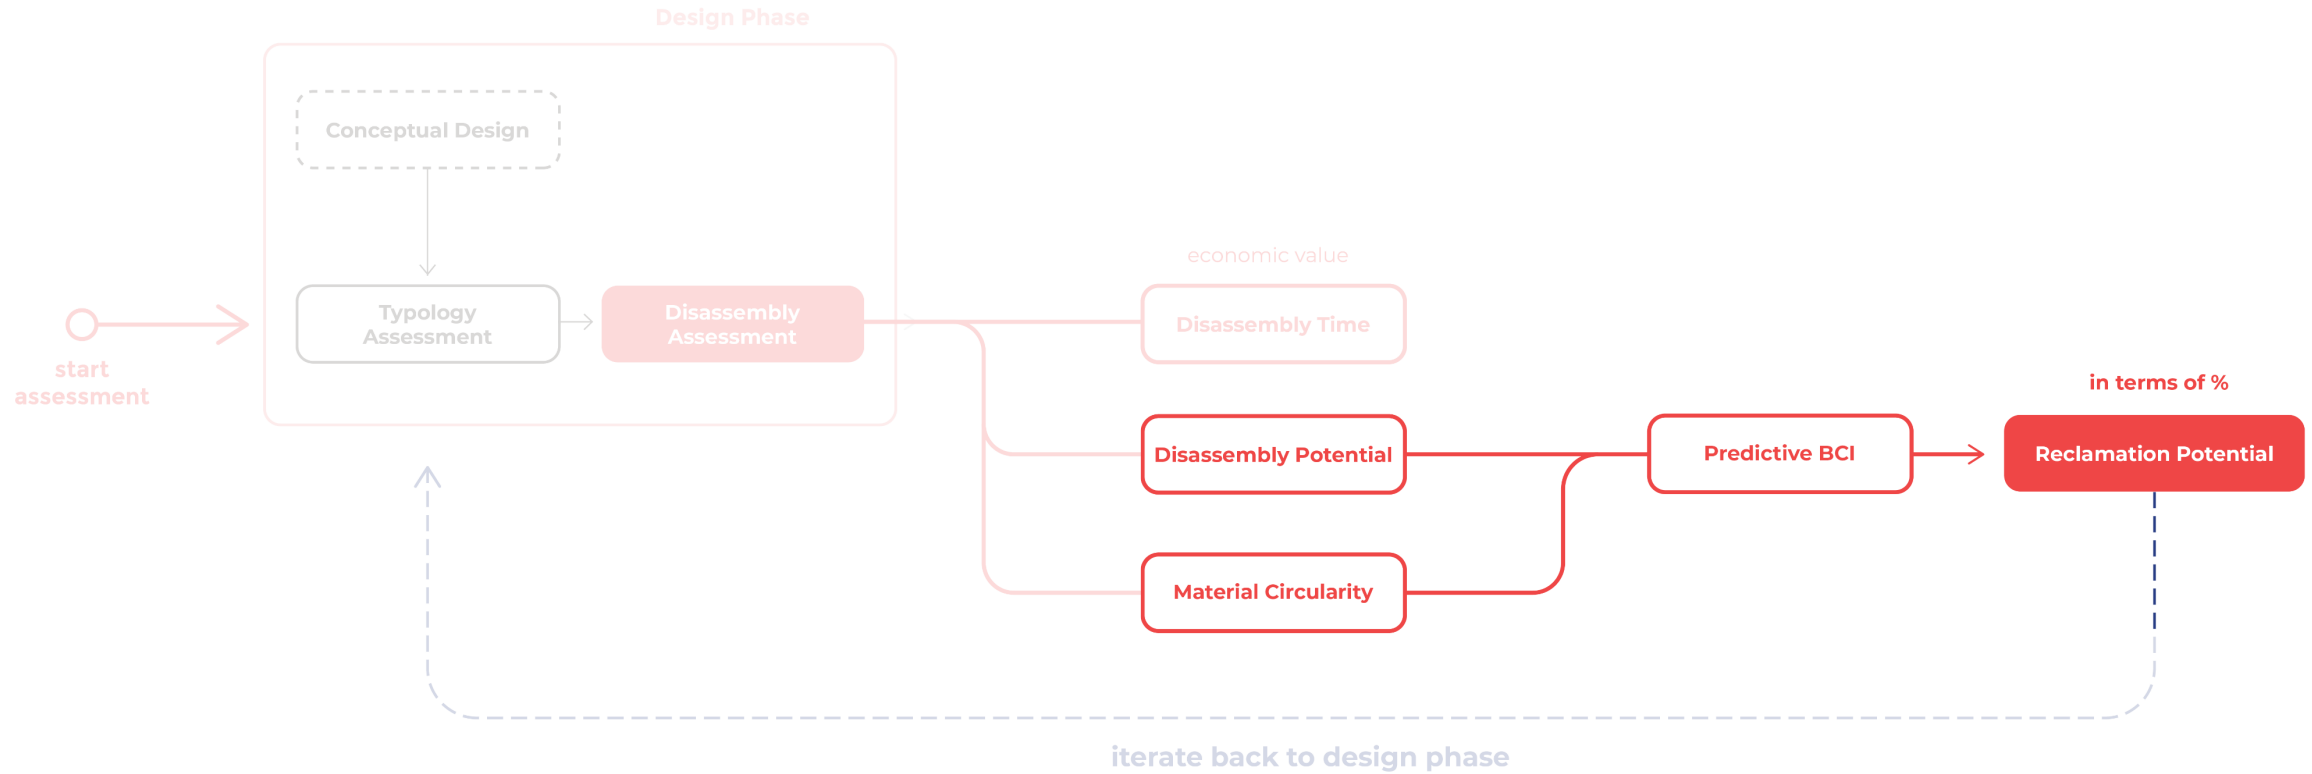 Design Phase
Conceptual Design
Typology
Assessment
Disassembly
Assessment
start
assessment
economic value
Disassembly Time
Disassembly Potential
Material Circularity
Predictive BCI
in terms of %
Reclamation Potential
iterate back to design phase